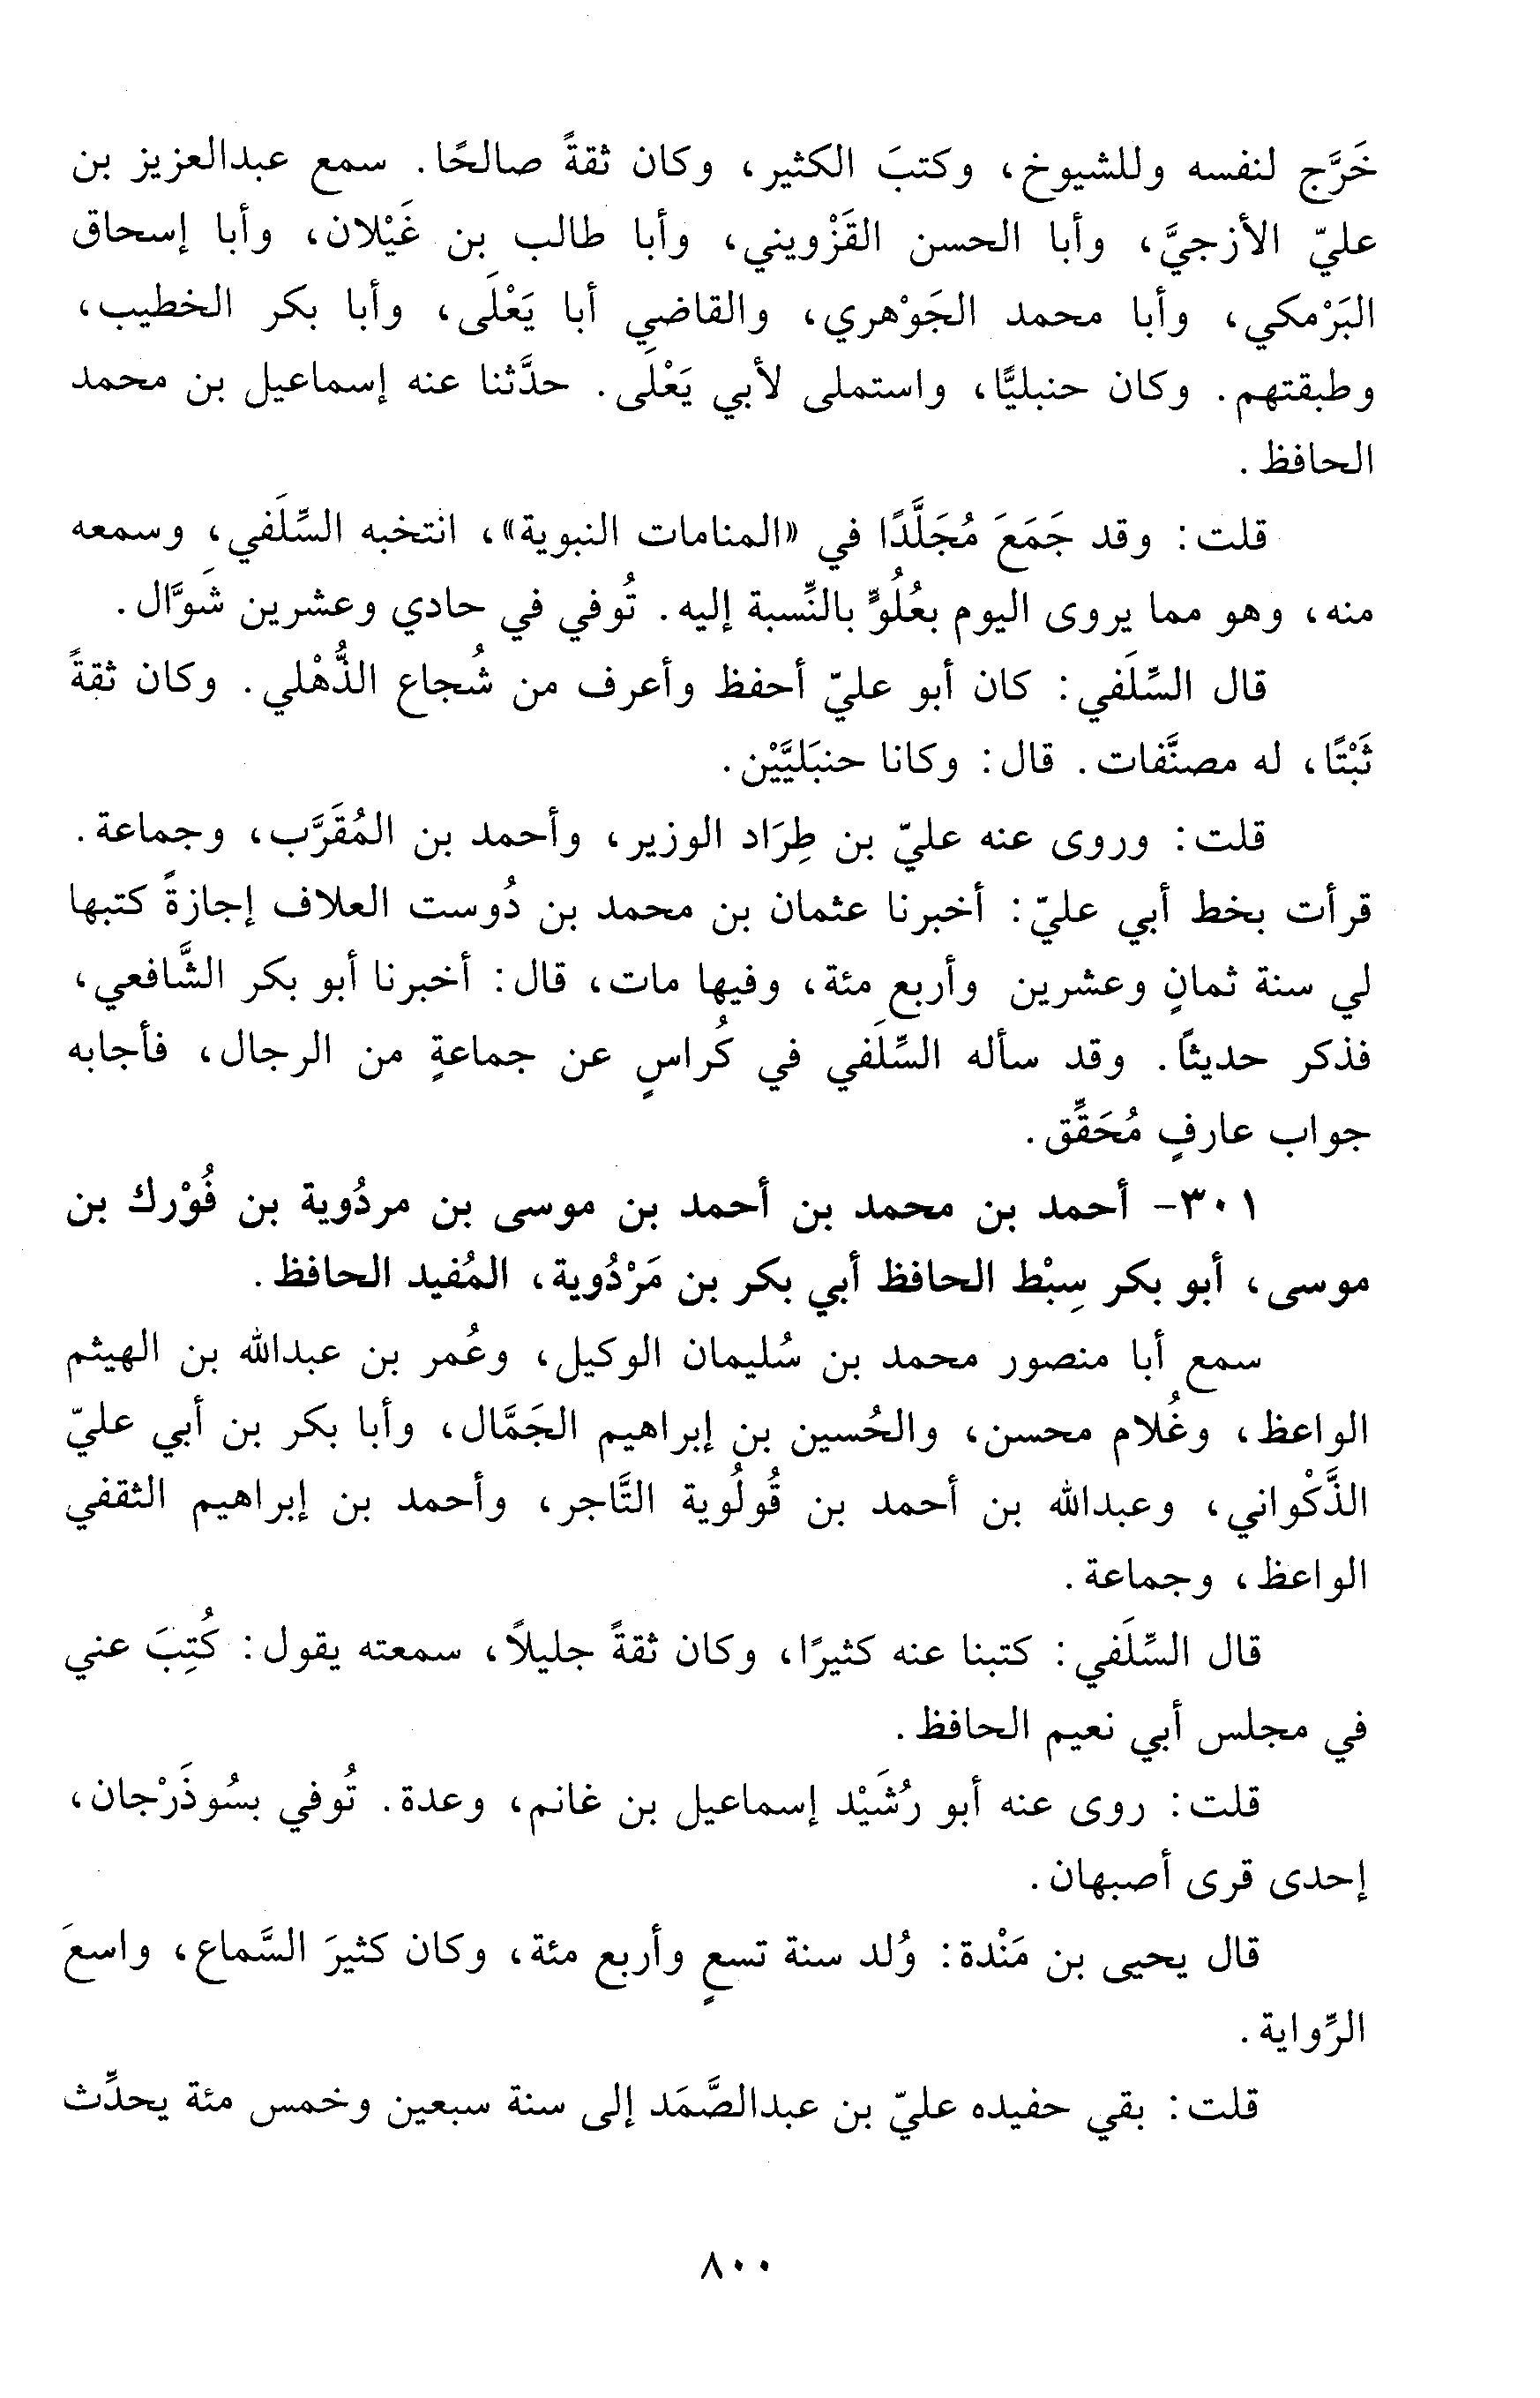 خَرَّج لنفسه وللشيوخ، وكتبَ الكثير، وكان ثقةً صالحًا. سمع عبدالعزيز بن
عليّ الأزجيَّ، وأبا الحسن القَزْويني، وأبا طالب بن غَيْلان، وأبا إسحاق
البَرْمكي، وأبا محمد الجَوْهري، والقاضي أبا يَعْلَى، وأبا بكر الخطيب،
وطبقتهم. وكان حنبليًّا، واستملى لأبي يَعْلَى. حدَّثنا عنه إسماعيل بن محمد
الحافظ.
قلت: وقد جَمَعَ مُجَلَّدًا في «المنامات النبوية»، انتخبه السِّلَفي، وسمعه
منه، وهو مما يروى اليوم بعُلُوٍّ بالنِّسبة إليه. تُوفي في حادي وعشرين شَوَّال.
قال السِّلَفي: كان أبو عليّ أحفظ وأعرف من شُجاع الذُّهْلي. وكان ثقةً
ثَبْتًا، له مصنَّفات. قال: وكانا حنبَليَّيْن.
قلت: وروى عنه عليّ بن طِرَاد الوزير، وأحمد بن المُقَرَّب، وجماعة.
قرأت بخط أبي عليّ: أخبرنا عثمان بن محمد بن دُوست العلاف إجازةً كتبها
لي سنة ثمانٍ وعشرين وأربع مئة، وفيها مات، قال: أخبرنا أبو بكر الشَّافعي،
فذكر حديثًا. وقد سأله السِّلَفي في كُراسٍ عن جماعةٍ من الرجال، فأجابه
جواب عارفٍ مُحَقِّق.
٣٠١- أحمد بن محمد بن أحمد بن موسى بن مردُوية بن فُوْرك بن
موسى، أبو بكر سِبْط الحافظ أبي بكر بن مَرْدُوية، المُفيد الحافظ.
سمع أبا منصور محمد بن سُليمان الوكيل، وعُمر بن عبدالله بن الهيثم
الواعظ، وغُلام محسن، والحُسين بن إبراهيم الجَمَّال، وأبا بكر بن أبي عليّ
الذَّكْواني، وعبدالله بن أحمد بن قُولُوية التَّاجر، وأحمد بن إبراهيم الثقفي
الواعظ، وجماعة.
قال السِّلَفي: كتبنا عنه كثيرًا، وكان ثقةً جليلاً، سمعته يقول: كُتِبَ عني
في مجلس أبي نعيم الحافظ.
قلت: روى عنه أبو رُشَيْد إسماعيل بن غانم، وعدة. تُوفي بسُوذَرْجان،
إحدى قرى أصبهان.
قال يحيى بن مَنْدة: وُلد سنة تسعٍ وأربع مئة، وكان كثيرَ السَّماع، واسعَ
الرِّواية.
قلت: بقي حفيده عليّ بن عبدالصَّمَد إلى سنة سبعين وخمس مئة يحدِّث
٨٠٠